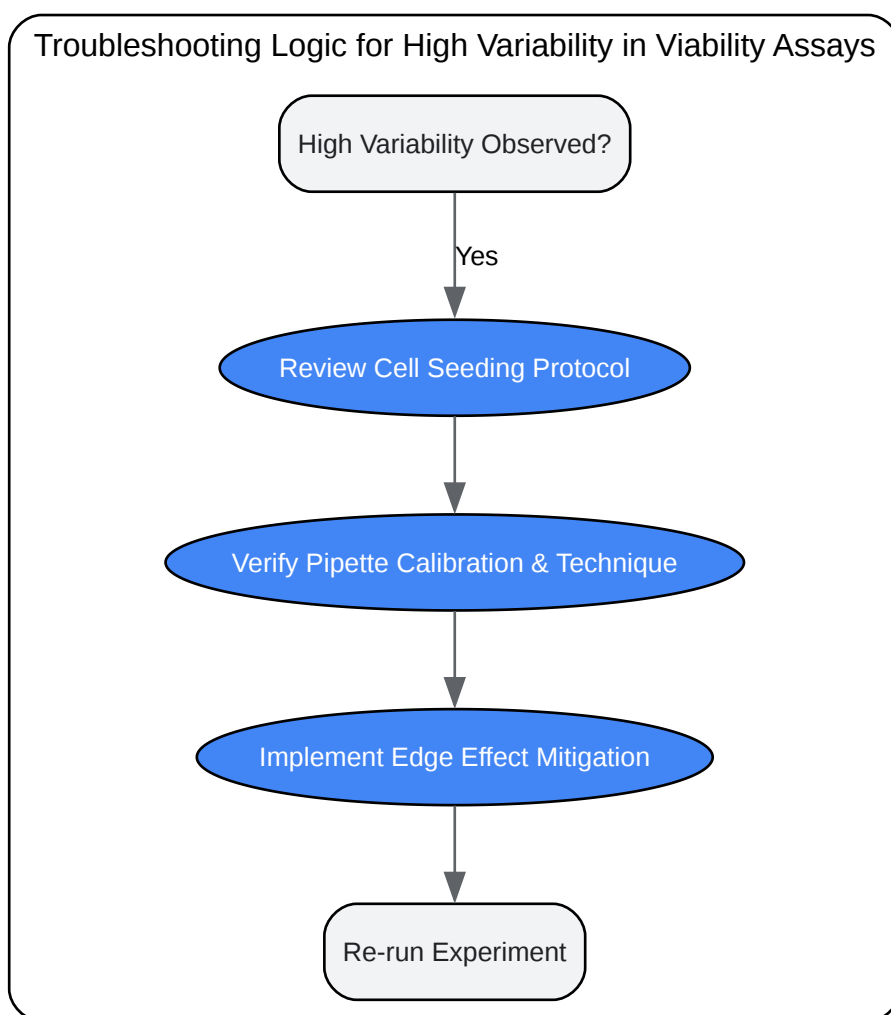 Troubleshooting Logic for High Variability in Viability Assays
High Variability Observed?
Yes
Review Cell Seeding Protocol
Verify Pipette Calibration & Technique
Implement Edge Effect Mitigation
Re-run Experiment